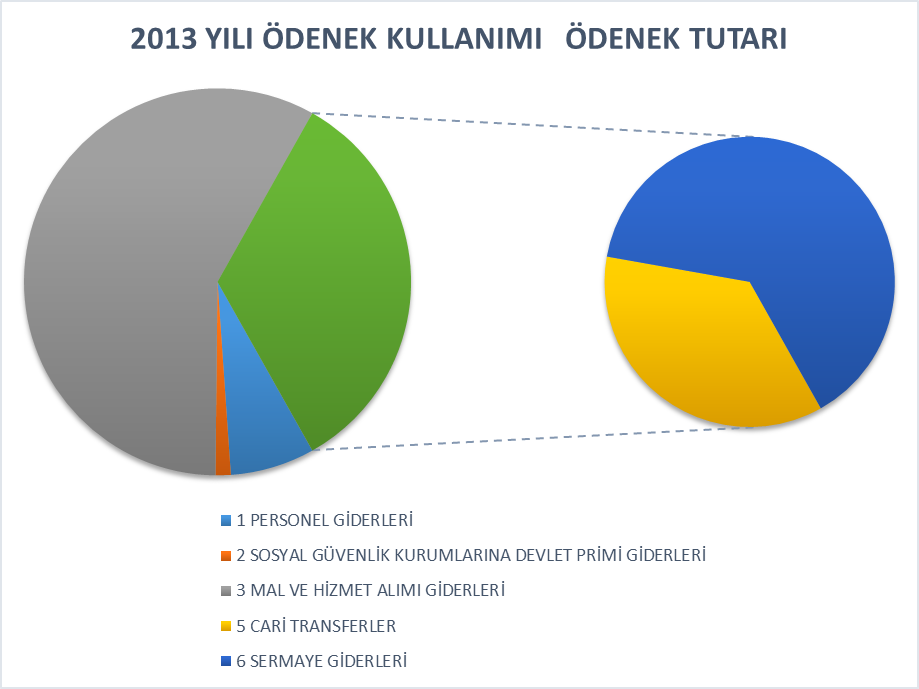 2013 YILI ÖDENEK KULLANIMI   ÖDENEK TUTARI
1 PERSONEL GİDERLERİ
2 SOSYAL GÜVENLİK KURUMLARINA DEVLET PRİMİ GİDERLERİ
3 MAL VE HİZMET ALIMI GİDERLERİ
5 CARİ TRANSFERLER
6 SERMAYE GİDERLERİ